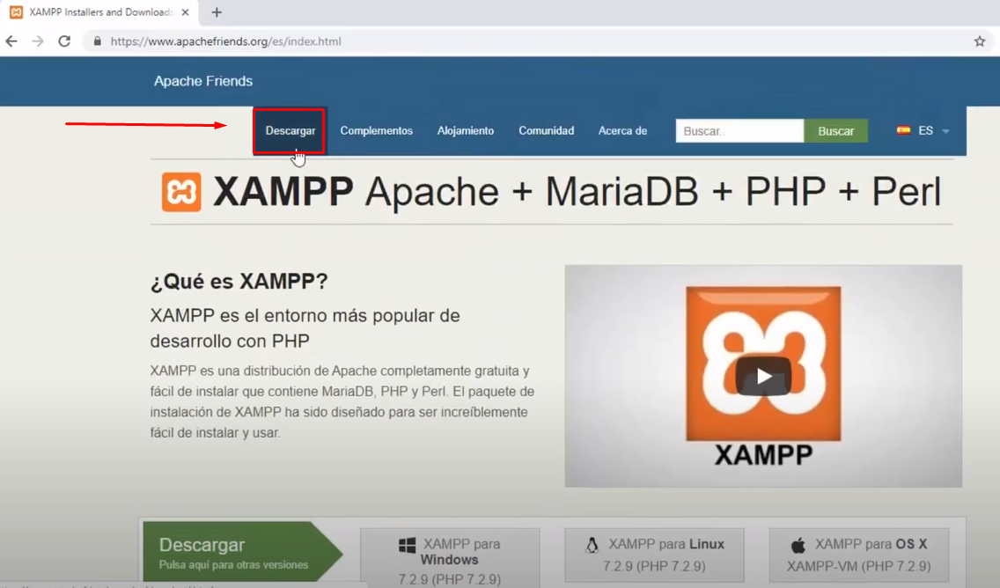 XAMPP Installers and Downloads
https://www.apachefriends.org/es/index.html
Apache Friends
Descargar Complementos Alojamiento Comunidad Acerca de Buscar.. Buscar ES
XAMPP Apache + MariaDB + PHP + Perl
¿Qué es XAMPP?
XAMPP es el entorno más popular de
desarrollo con PHP
XAMPP es una distribución de Apache completamente gratuita y
fácil de instalar que contiene MariaDB, PHP y Perl. El paquete de
instalación de XAMPP ha sido diseñado para ser increíblemente
fácil de instalar y usar.
XAMPP
Descargar
Pulsa aquí para otras versiones
XAMPP para
Windows
7.2.9 (PHP 7.2.9)
XAMPP para Linux
7.2.9 (PHP 7.2.9)
XAMPP para OS X
XAMPP-VM (PHP 7.2.9)